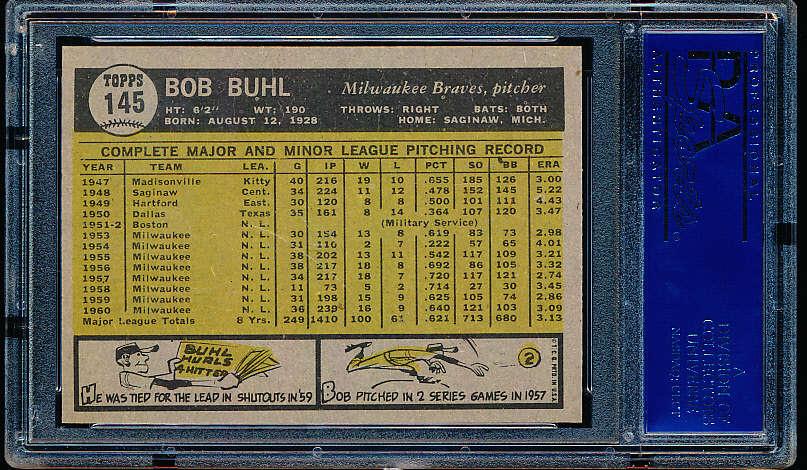 TOPPS
145
BOB BUHL Milwaukee Braves, pitcher
HT: 6'2" WT: 190 THROWS: RIGHT BATS: BOTH
BORN: AUGUST 12, 1928 HOME: SAGINAW, MICH.
COMPLETE MAJOR AND MINOR LEAGUE PITCHING RECORD
YEAR TEAM LEA. G IP W L PCT SO BB ERA
1947 Madisonville Kitty 40 216 19 10 .655 185 126 3.00
1948 Saginaw Cent. 34 224 11 12 .478 152 145 5.22
1949 Hartford East. 30 120 8 8 .500 101 111 4.43
1950 Dallas Texas 35 161 8 14 .364 107 120 3.47
1951-2 Boston N. L. (Military Service)
1953 Milwaukee N. L. 30 154 13 8 .619 83 73 2.98
1954 Milwaukee N. L. 31 110 2 7 .222 57 65 4.01
1955 Milwaukee N. L. 38 202 13 11 .542 117 109 3.21
1956 Milwaukee N. L. 38 217 18 8 .692 86 105 3.32
1957 Milwaukee N. L. 34 217 18 7 .720 117 121 2.74
1958 Milwaukee N. L. 11 73 5 2 .714 27 30 3.45
1959 Milwaukee N. L. 31 198 15 9 .625 105 74 2.86
1960 Milwaukee N. L. 36 239 16 9 .640 121 103 3.09
Major League Totals 8 Yrs. 249 1410 100 61 .621 713 680 3.13
BUHL
HURLS
4 HITTER
HE WAS TIED FOR THE LEAD IN SHUTOUTS IN '59
2
BOB PITCHED IN 2 SERIES GAMES IN 1957
© T.C.G. PRTD. IN U.S.A.
PSA
PROFESSIONAL
SPORTS
AUTHENTICATOR